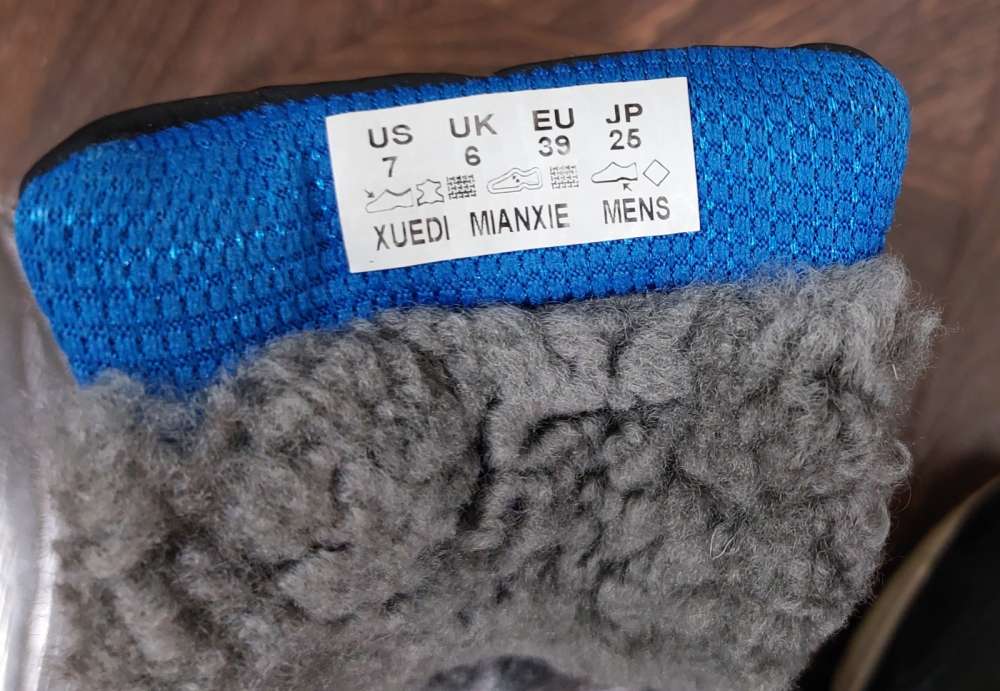 US UK EU JP
7 6 39 25
XUEDI MIANXIE MENS